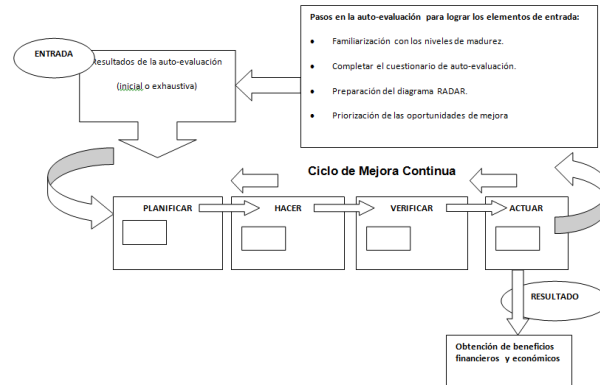 Pasos en la auto-evaluación para lograr los elementos de entrada:
• Familiarización con los niveles de madurez.
• Completar el cuestionario de auto-evaluación.
• Preparación del diagrama RADAR.
• Priorización de las oportunidades de mejora
ENTRADA
Resultados de la auto-evaluación
(inicial o exhaustiva)
Ciclo de Mejora Continua
PLANIFICAR
HACER
VERIFICAR
ACTUAR
RESULTADO
Obtención de beneficios
financieros y económicos